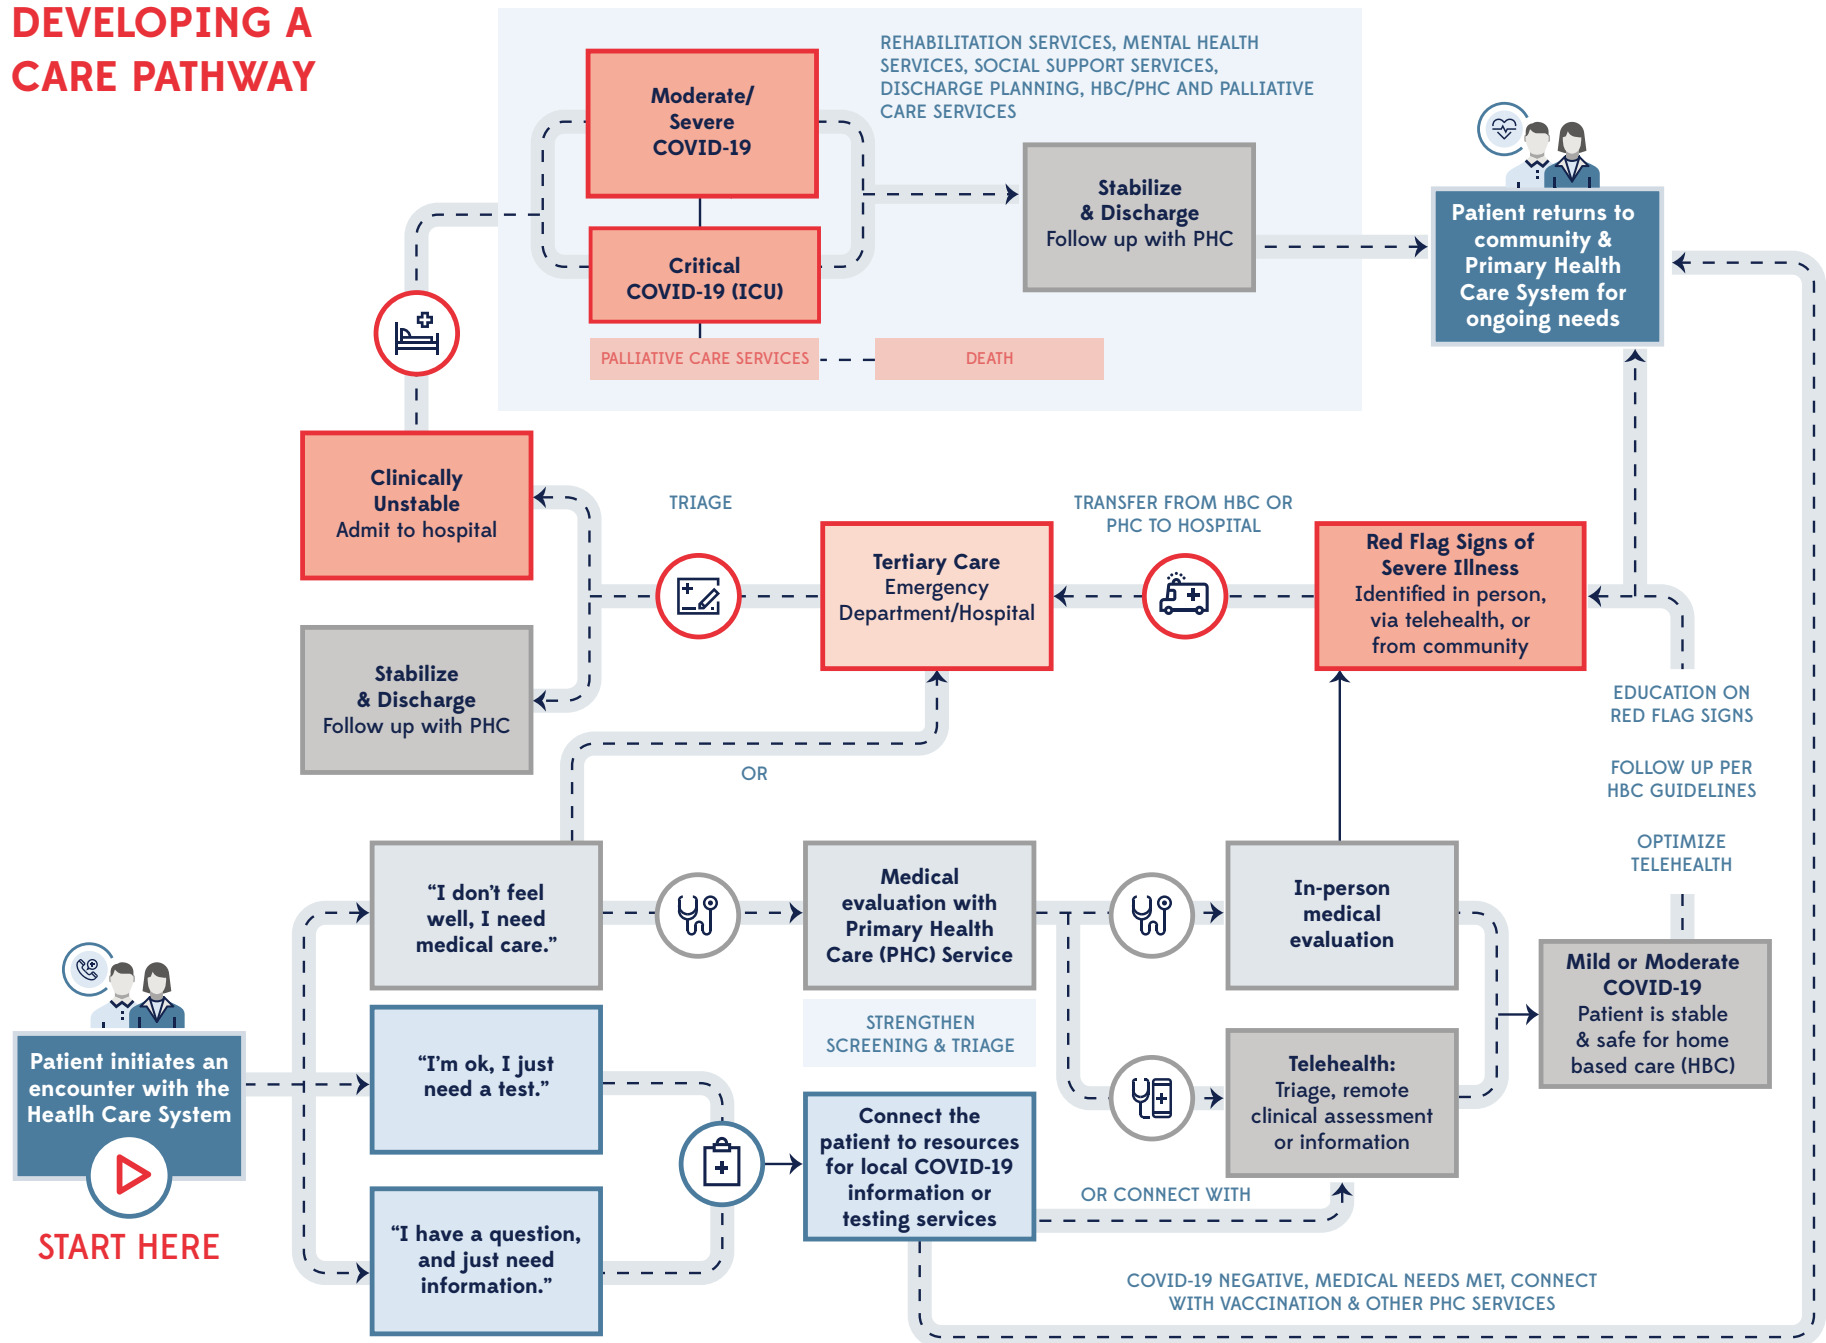 DEVELOPING A
CARE PATHWAY
REHABILITATION SERVICES, MENTAL HEALTH
SERVICES, SOCIAL SUPPORT SERVICES,
DISCHARGE PLANNING, HBC/PHC AND PALLIATIVE
CARE SERVICES
Moderate/
Severe
COVID-19
Critical
COVID-19 (ICU)
PALLIATIVE CARE SERVICES
DEATH
Stabilize
& Discharge
Follow up with PHC
Patient returns to
community &
Primary Health
Care System for
ongoing needs
Clinically
Unstable
Admit to hospital
TRIAGE
Tertiary Care
Emergency
Department/Hospital
TRANSFER FROM HBC OR
PHC TO HOSPITAL
Red Flag Signs of
Severe Illness
Identified in person,
via telehealth, or
from community
Stabilize
& Discharge
Follow up with PHC
OR
EDUCATION ON
RED FLAG SIGNS
FOLLOW UP PER
HBC GUIDELINES
OPTIMIZE
TELEHEALTH
“I don’t feel
well, I need
medical care.”
Medical
evaluation with
Primary Health
Care (PHC) Service
In-person
medical
evaluation
Mild or Moderate
COVID-19
Patient is stable
& safe for home
based care (HBC)
STRENGTHEN
SCREENING & TRIAGE
Patient initiates an
encounter with the
Heatlh Care System
START HERE
“I’m ok, I just
need a test.”
Telehealth:
Triage, remote
clinical assessment
or information
Connect the
patient to resources
for local COVID-19
information or
testing services
OR CONNECT WITH
“I have a question,
and just need
information.”
COVID-19 NEGATIVE, MEDICAL NEEDS MET, CONNECT
WITH VACCINATION & OTHER PHC SERVICES